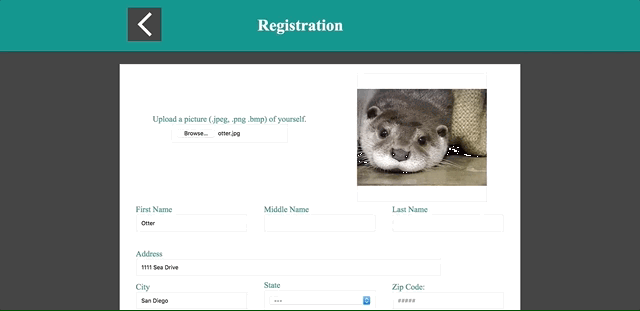 Registration
Upload a picture (.jpeg, .png .bmp) of yourself.
Browse... otter.jpg
First Name Middle Name Last Name
Otter
Address
1111 Sea Drive
City State Zip Code:
San Diego --- #####